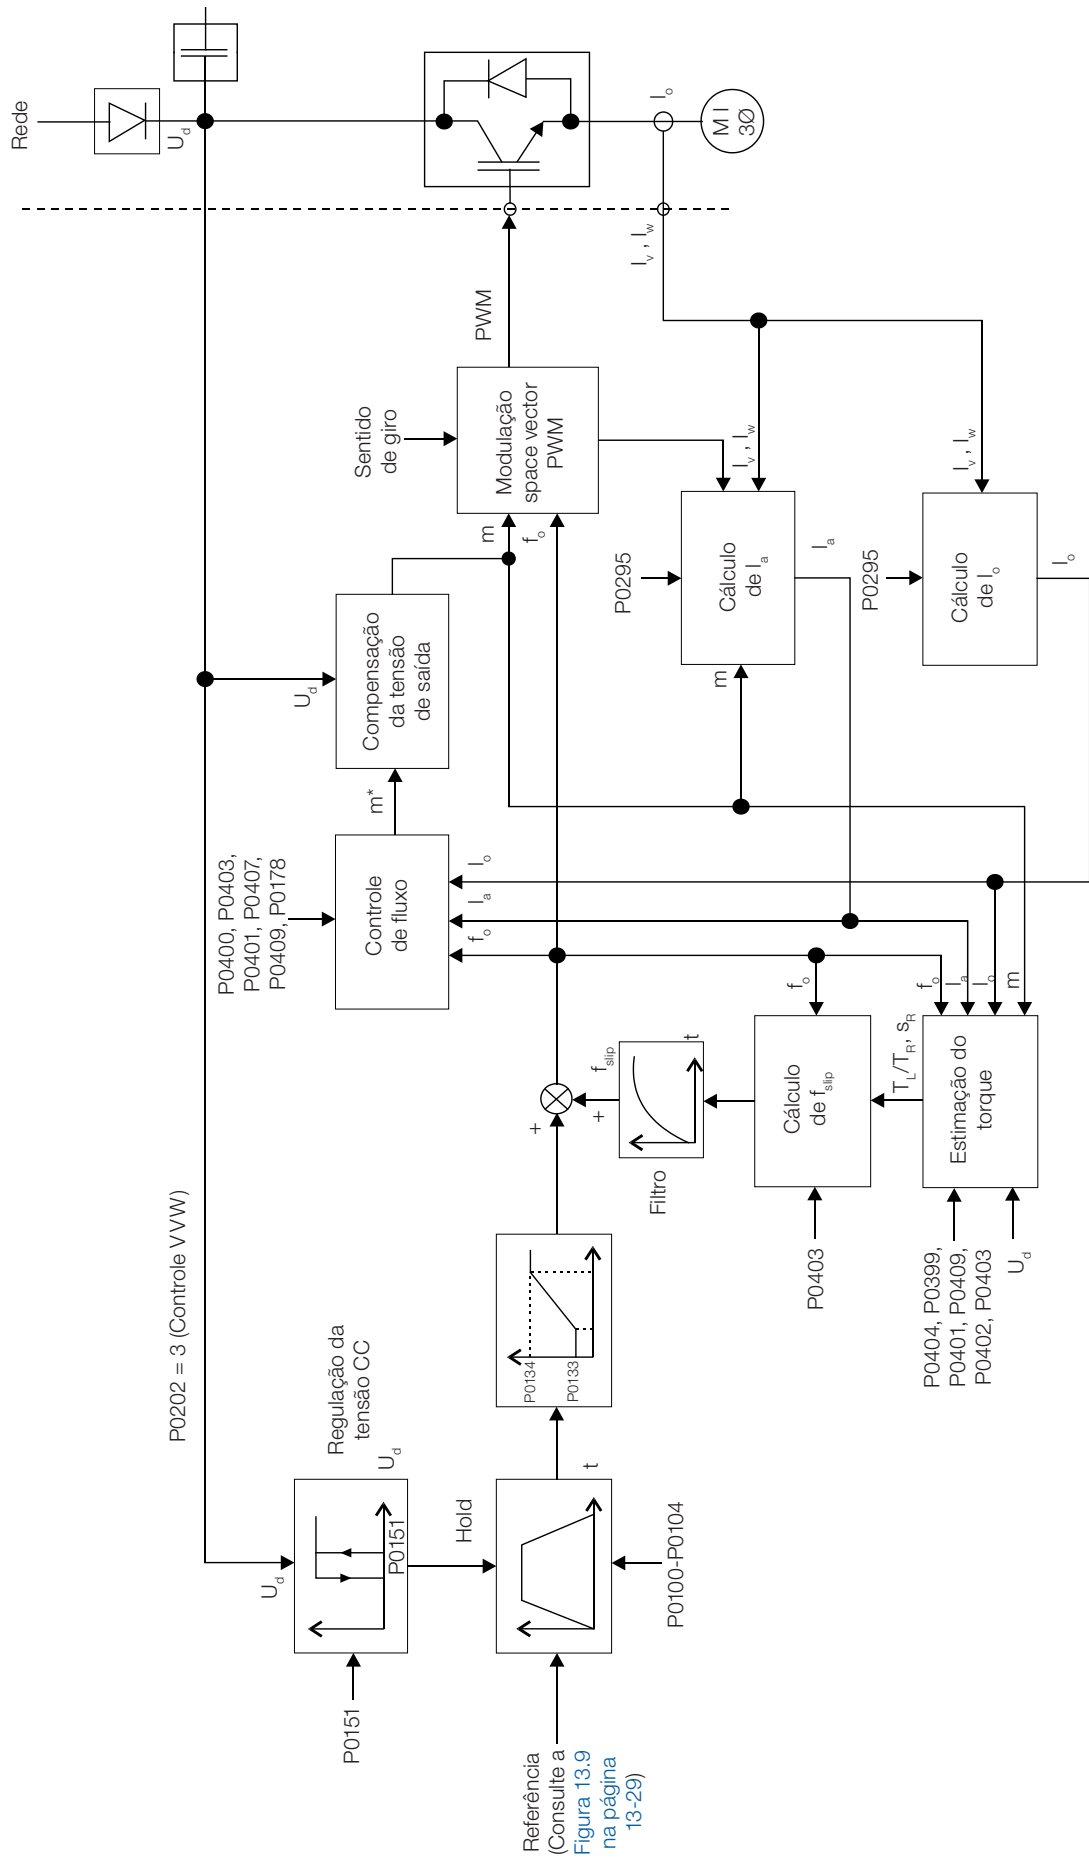 P0202 = 3 (Controle VVW)
Rede
U_d
U_d
Regulação da
tensão CC
U_d
P0151
P0151
Hold
Referência
(Consulte a
Figura 13.9
na página
13-29)
t
P0100-P0104
P0134
P0133
+
+
f_slip
t
Filtro
P0400, P0403,
P0401, P0407,
P0409, P0178
Controle
de fluxo
f_o
I_a
I_o
m*
U_d
Compensação
da tensão
de saída
m
f_o
Sentido
de giro
Modulação
space vector
PWM
PWM
I_v , I_w
I_o
M I
3Ø
P0403
Cálculo
de f_slip
f_o
T_L/T_R, s_R
P0404, P0399,
P0401, P0409,
P0402, P0403
U_d
Estimação do
torque
f_o
I_a
I_o
m
P0295
m
Cálculo
de I_a
I_v , I_w
I_a
P0295
Cálculo
de I_o
I_v , I_w
I_o